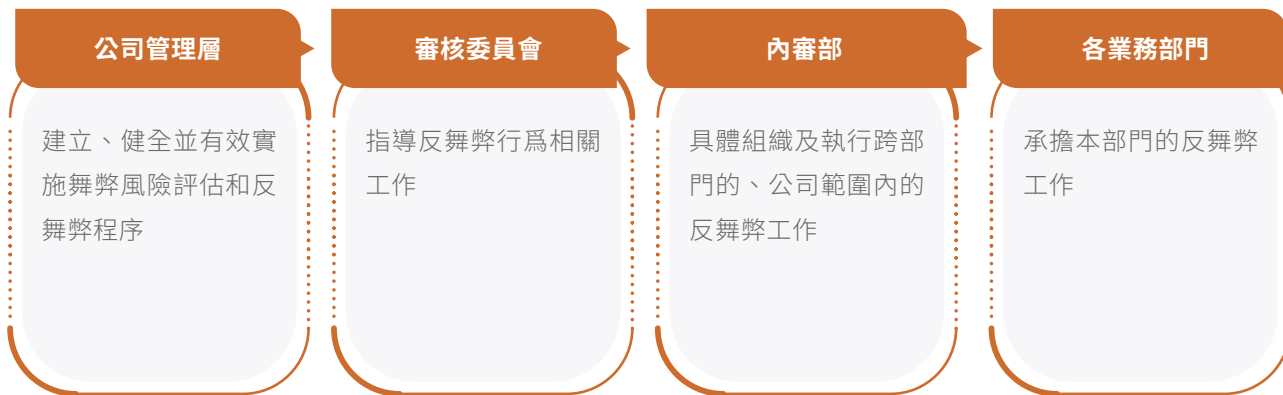 公司管理層
建立、健全並有效實
施舞弊風險評估和反
舞弊程序
審核委員會
指導反舞弊行爲相關
工作
內審部
具體組織及執行跨部
門的、公司範圍內的
反舞弊工作
各業務部門
承擔本部門的反舞弊
工作